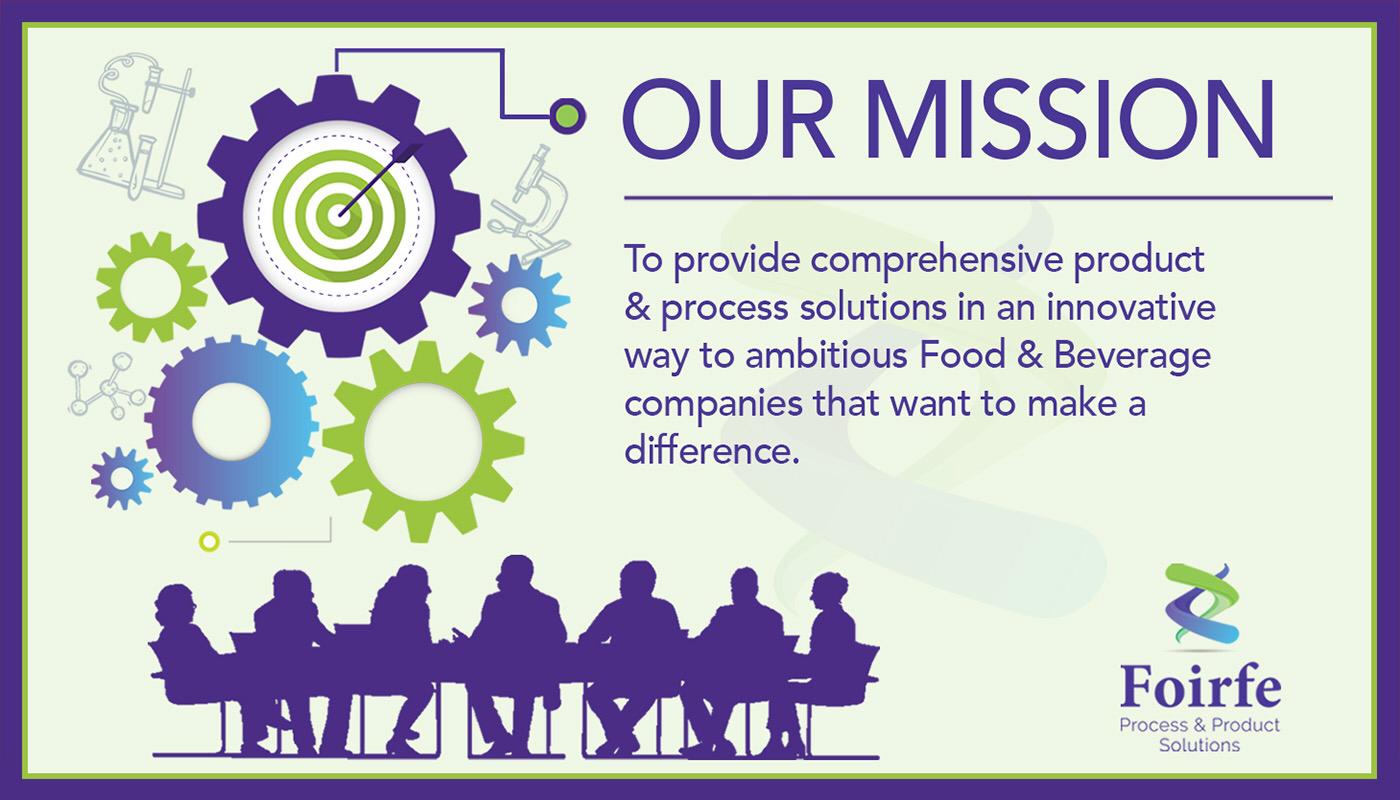 OUR MISSION
To provide comprehensive product
& process solutions in an innovative
way to ambitious Food & Beverage
companies that want to make a
difference.
Foirfe
Process & Product
Solutions